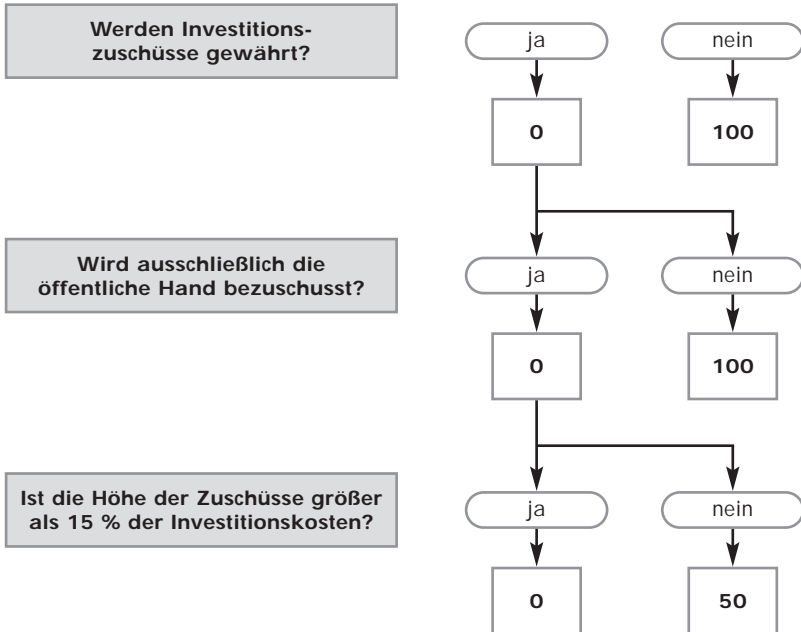 Werden Investitions-
zuschüsse gewährt?
ja nein
0 100
Wird ausschließlich die
öffentliche Hand bezuschusst?
ja nein
0 100
Ist die Höhe der Zuschüsse größer
als 15 % der Investitionskosten?
ja nein
0 50